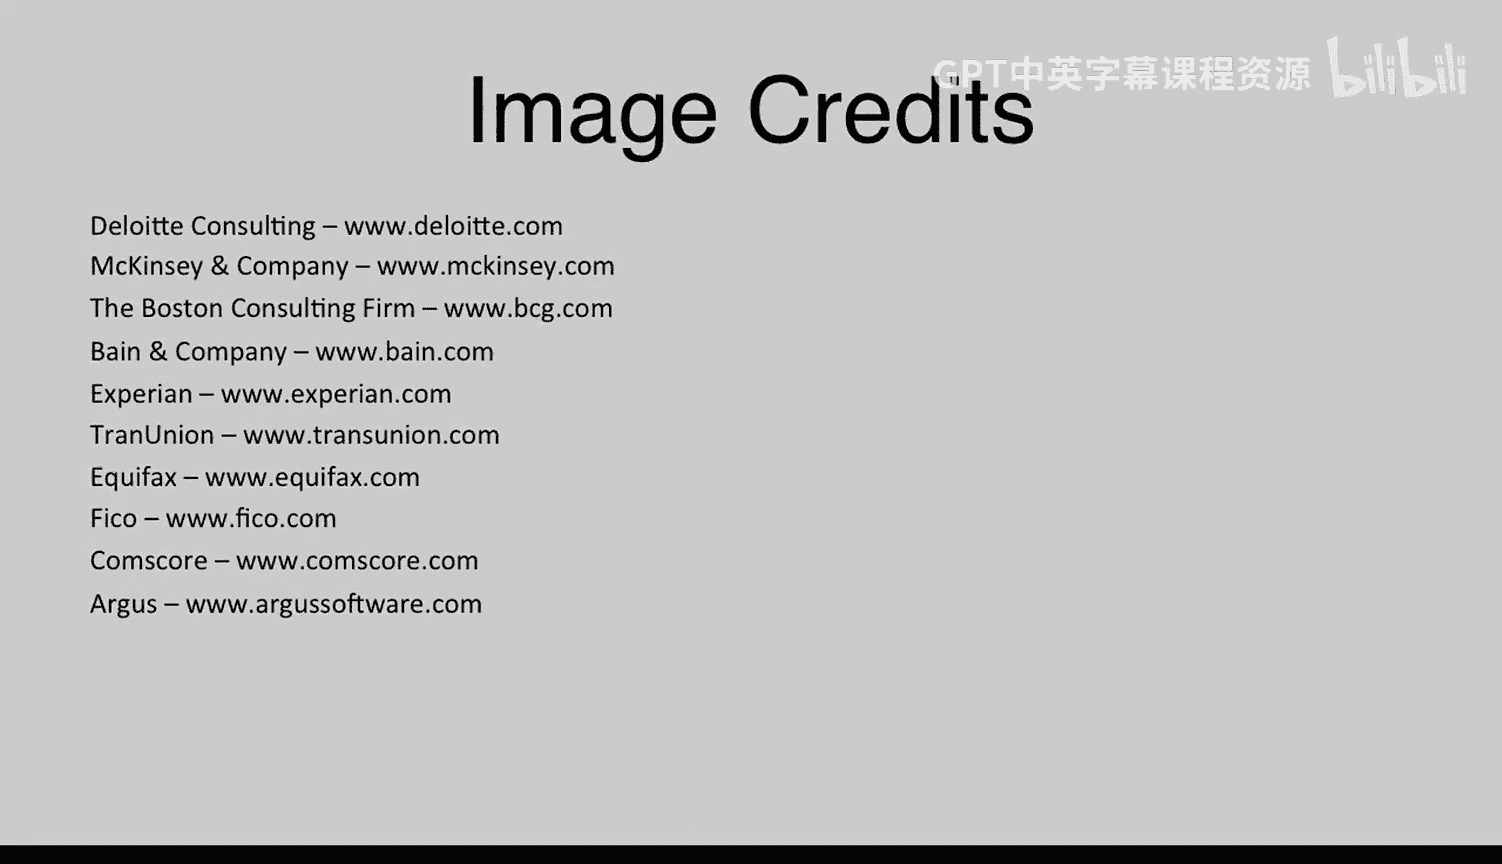 GPT中英字幕课程资源 bilibili
Image Credits
Deloitte Consulting – www.deloitte.com
McKinsey & Company – www.mckinsey.com
The Boston Consulting Firm – www.bcg.com
Bain & Company – www.bain.com
Experian – www.experian.com
TranUnion – www.transunion.com
Equifax – www.equifax.com
Fico – www.fico.com
Comscore – www.comscore.com
Argus – www.argussoftware.com